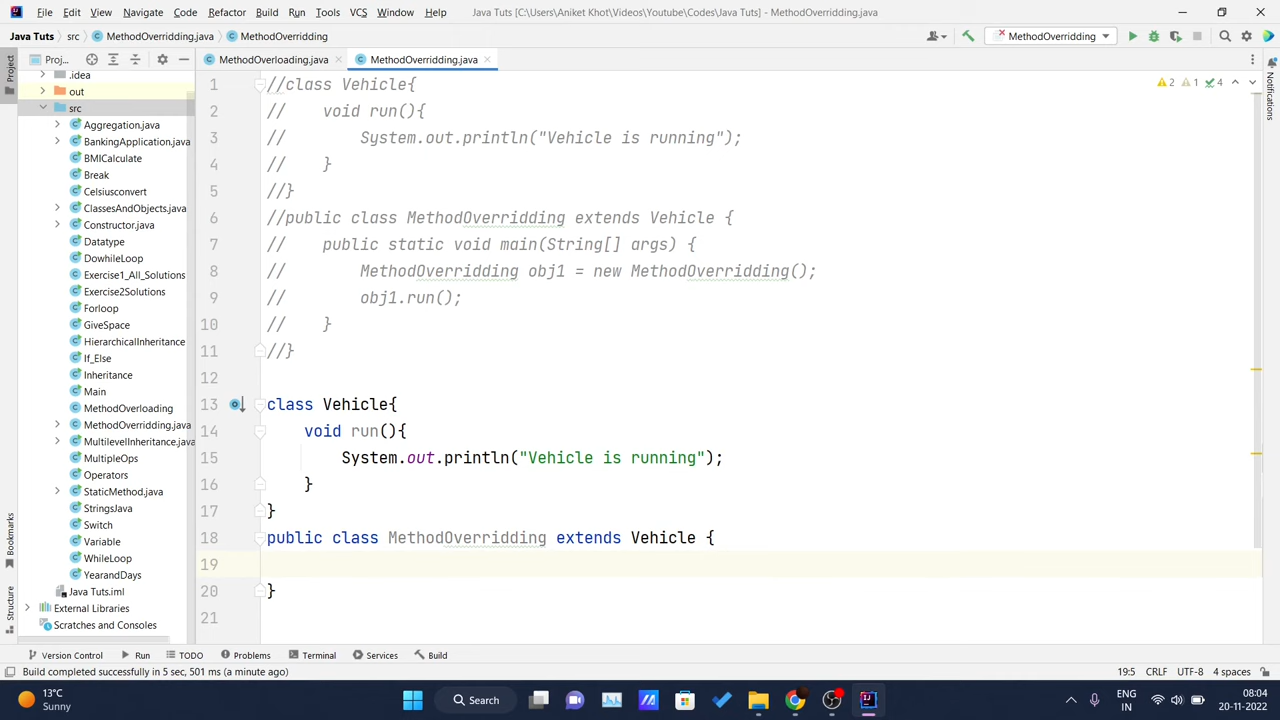 File Edit View Navigate Code Refactor Build Run Tools VCS Window Help Java Tuts [C:\Users\Aniket Khot\Videos\Youtube\Codes\Java Tuts] - MethodOverridding.java
Java Tuts src MethodOverridding.java MethodOverridding MethodOverridding
Proj... MethodOverloading.java MethodOverridding.java
Project
Notifications
Bookmarks
Structure
.idea
out
src
Aggregation.java
BankingApplication.java
BMICalculate
Break
Celsiusconvert
ClassesAndObjects.java
Constructor.java
Datatype
DowhileLoop
Exercise1_All_Solutions
Exercise2Solutions
Forloop
GiveSpace
HierarchicalInheritance
If_Else
Inheritance
Main
MethodOverloading
MethodOverridding.java
MultilevelInheritance.java
MultipleOps
Operators
StaticMethod.java
StringsJava
Switch
Variable
WhileLoop
YearandDays
Java Tuts.iml
External Libraries
Scratches and Consoles
2 1 4
1 //class Vehicle{
2 //    void run(){
3 //        System.out.println("Vehicle is running");
4 //    }
5 //}
6 //public class MethodOverridding extends Vehicle {
7 //    public static void main(String[] args) {
8 //        MethodOverridding obj1 = new MethodOverridding();
9 //        obj1.run();
10 //    }
11 //}
12
13 class Vehicle{
14     void run(){
15         System.out.println("Vehicle is running");
16     }
17 }
18 public class MethodOverridding extends Vehicle {
19
20 }
21
Version Control Run TODO Problems Terminal Services Build
Build completed successfully in 5 sec, 501 ms (a minute ago) 19:5 CRLF UTF-8 4 spaces
13°C
Sunny
Search
ENG
IN
08:04
20-11-2022